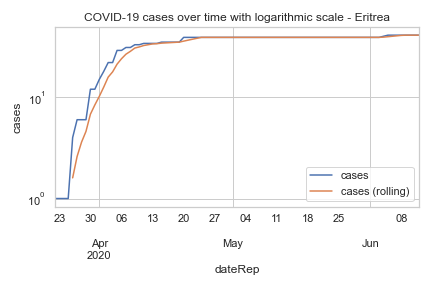 COVID-19 cases over time with logarithmic scale - Eritrea
cases
10¹
10⁰
cases
cases (rolling)
23 30 06 13 20 27 04 11 18 25 08
Apr May Jun
2020
dateRep